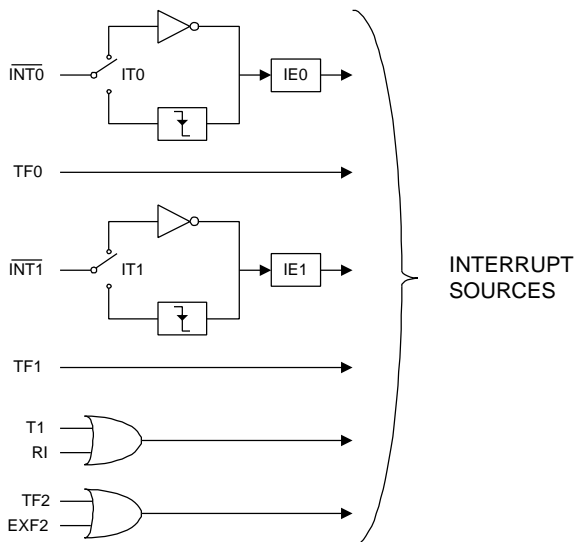 INT0
IT0
IE0
TF0
INT1
IT1
IE1
INTERRUPT
SOURCES
TF1
T1
RI
TF2
EXF2